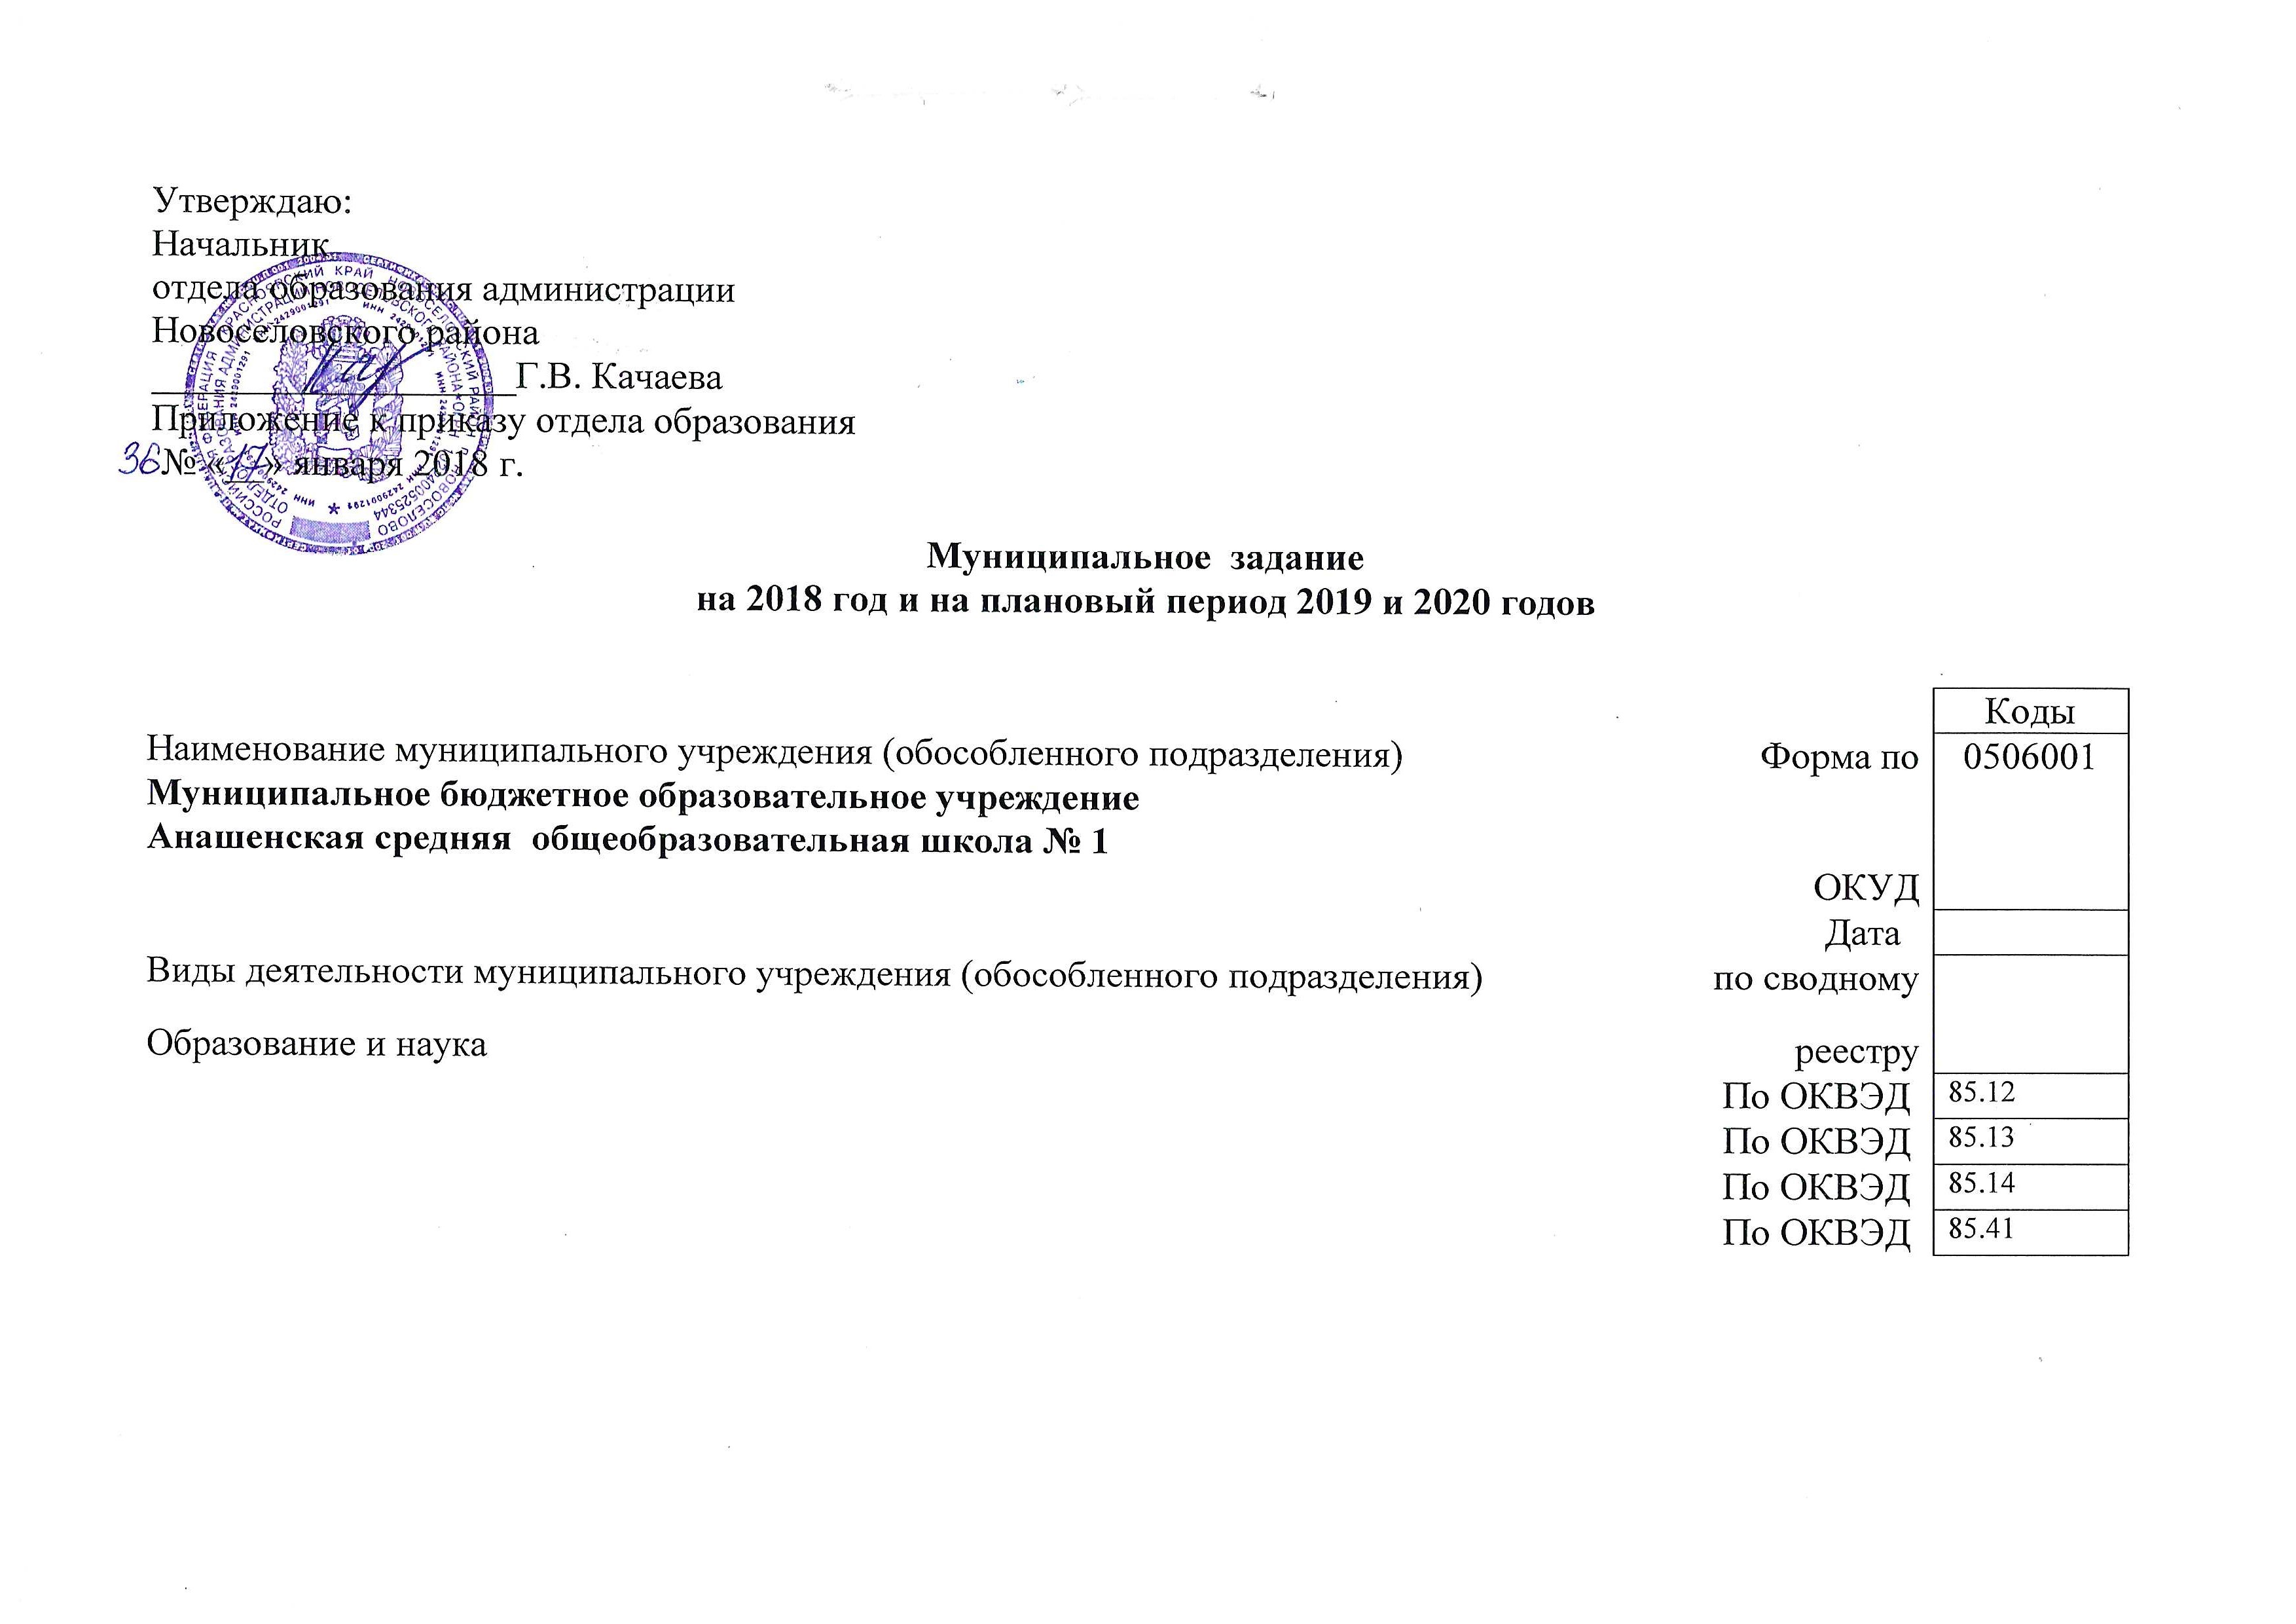 Утверждаю:
Начальник
отдела образования администрации
Новоселовского района
Г.В. Качаева
Приложение к приказу отдела образования
36 № «17» января 2018 г.
Муниципальное задание
на 2018 год и на плановый период 2019 и 2020 годов
Коды
Наименование муниципального учреждения (обособленного подразделения) Форма по 0506001
Муниципальное бюджетное образовательное учреждение
Анашенская средняя общеобразовательная школа № 1
ОКУД
Дата
Виды деятельности муниципального учреждения (обособленного подразделения) по сводному
Образование и наука реестру
По ОКВЭД 85.12
По ОКВЭД 85.13
По ОКВЭД 85.14
По ОКВЭД 85.41